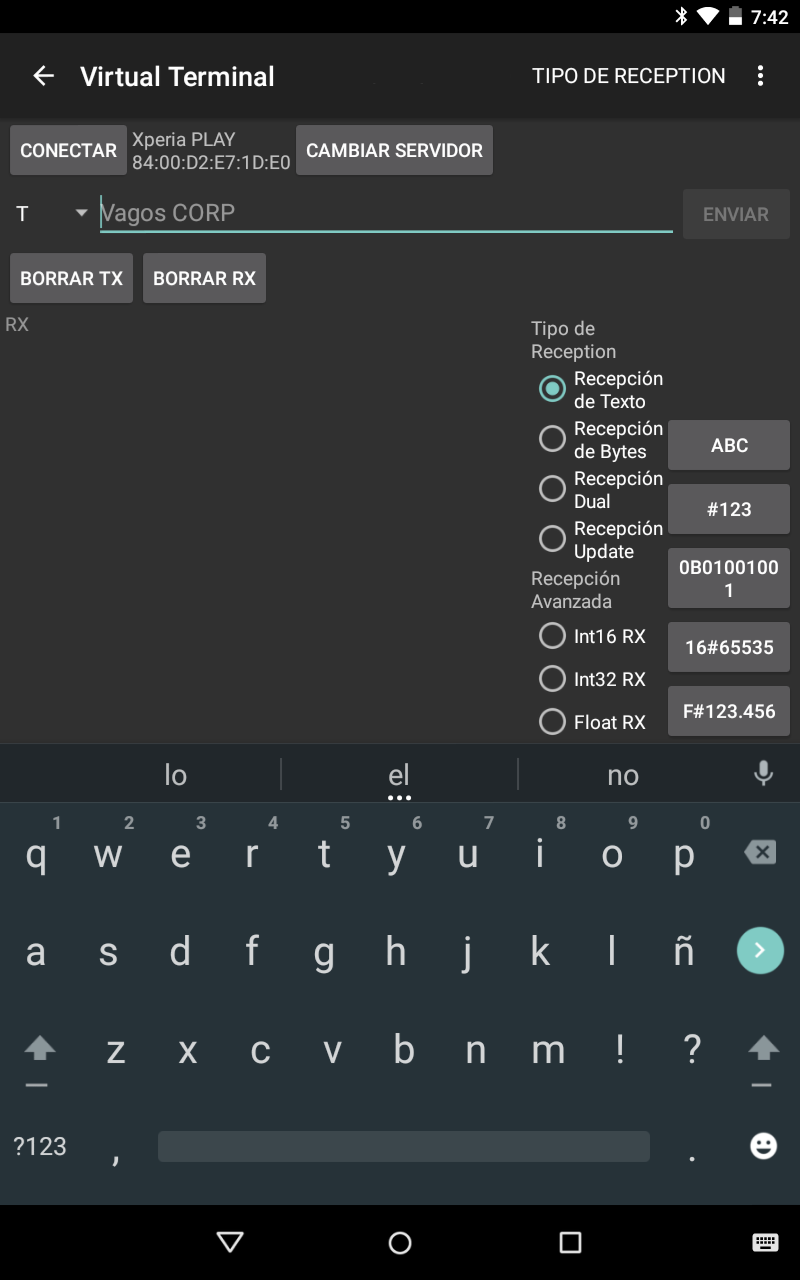 7:42
Virtual Terminal
TIPO DE RECEPTION
CONECTAR
Xperia PLAY
84:00:D2:E7:1D:E0
CAMBIAR SERVIDOR
T
Vagos CORP
ENVIAR
BORRAR TX
BORRAR RX
RX
Tipo de
Reception
Recepción
de Texto
Recepción
de Bytes
Recepción
Dual
Recepción
Update
Recepción
Avanzada
Int16 RX
Int32 RX
Float RX
ABC
#123
0B0100100
1
16#65535
F#123.456
lo
el
no
1 2 3 4 5 6 7 8 9 0
q w e r t y u i o p
a s d f g h j k l ñ
z x c v b n m ! ?
?123 , .